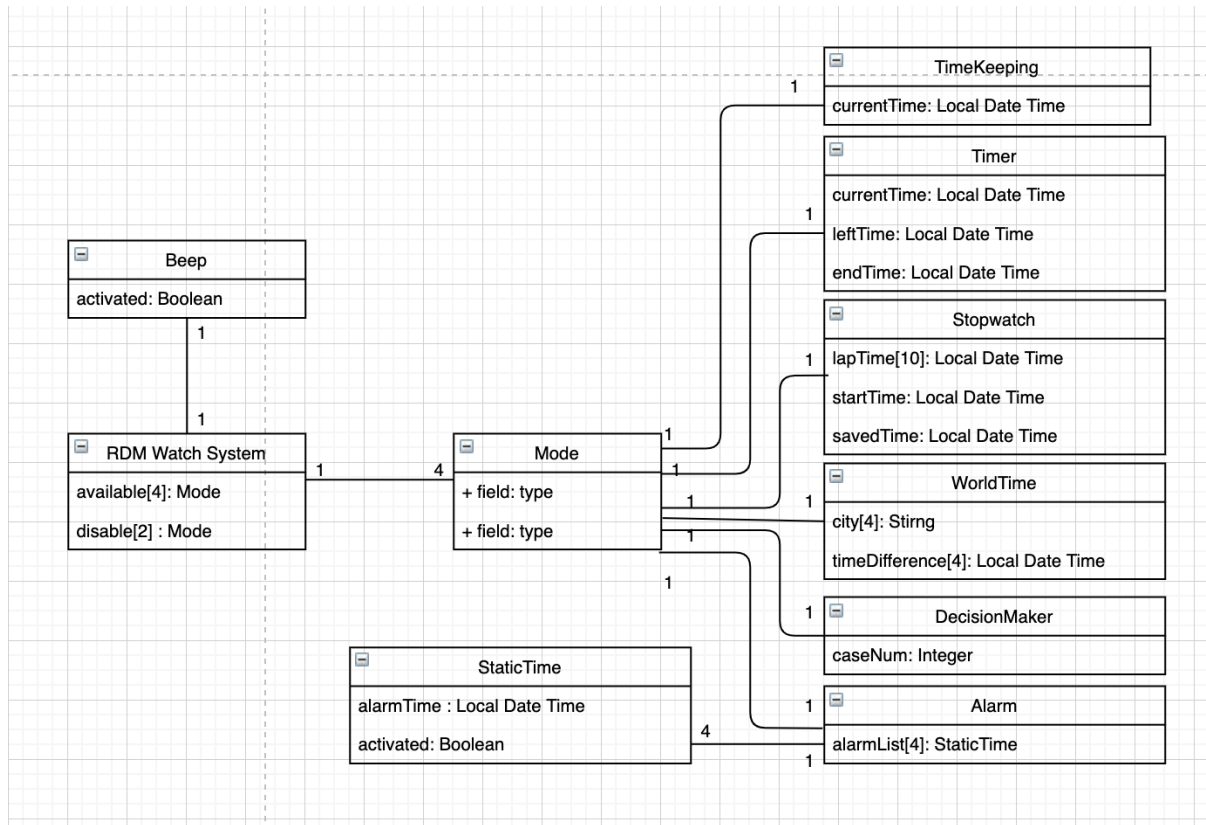 TimeKeeping
1
currentTime: Local Date Time
Timer
currentTime: Local Date Time
1
leftTime: Local Date Time
endTime: Local Date Time
Beep
activated: Boolean
1
Stopwatch
1
lapTime[10]: Local Date Time
startTime: Local Date Time
savedTime: Local Date Time
1
RDM Watch System
available[4]: Mode
disable[2] : Mode
1
4
Mode
+ field: type
+ field: type
1
1
1
1
1
WorldTime
1
city[4]: Stirng
timeDifference[4]: Local Date Time
DecisionMaker
1
caseNum: Integer
StaticTime
alarmTime : Local Date Time
activated: Boolean
4
Alarm
1
alarmList[4]: StaticTime
1